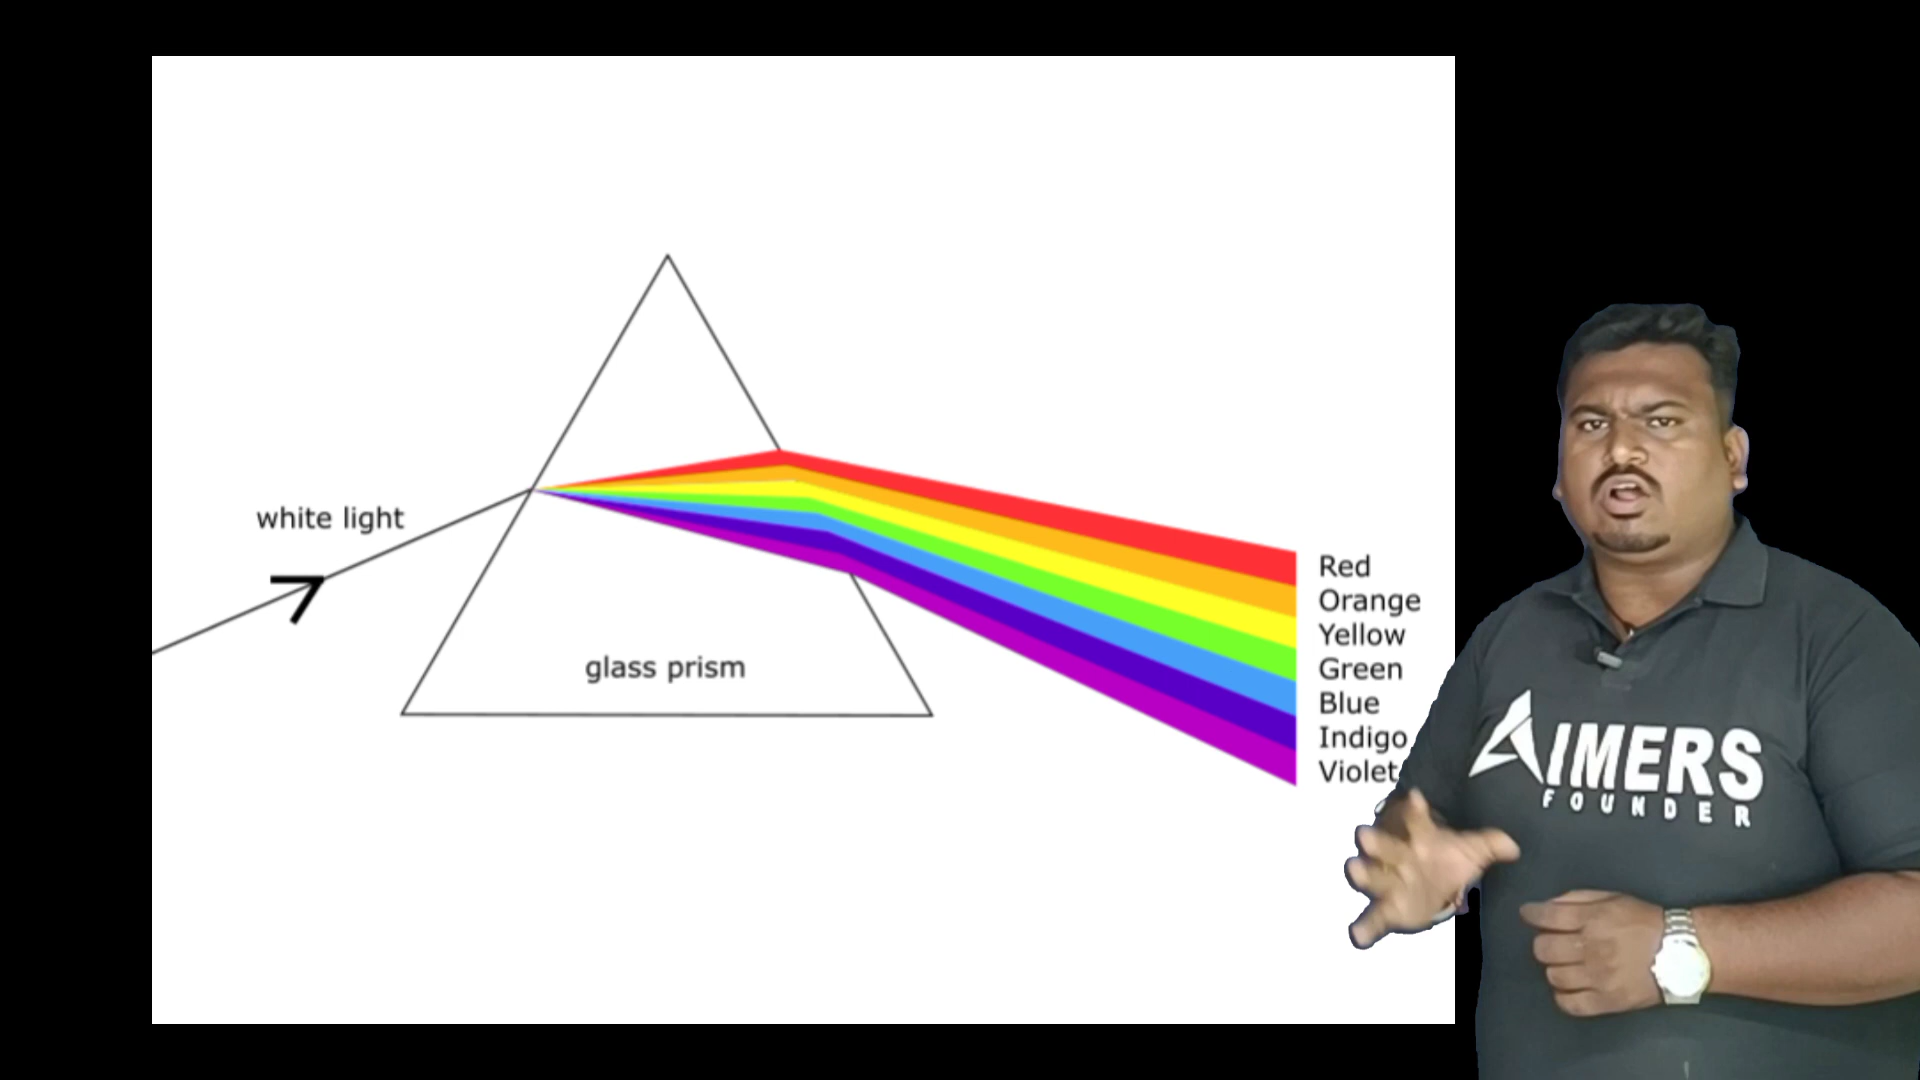 white light
glass prism
Red
Orange
Yellow
Green
Blue
Indigo
Violet
AIMERS
FOUNDER